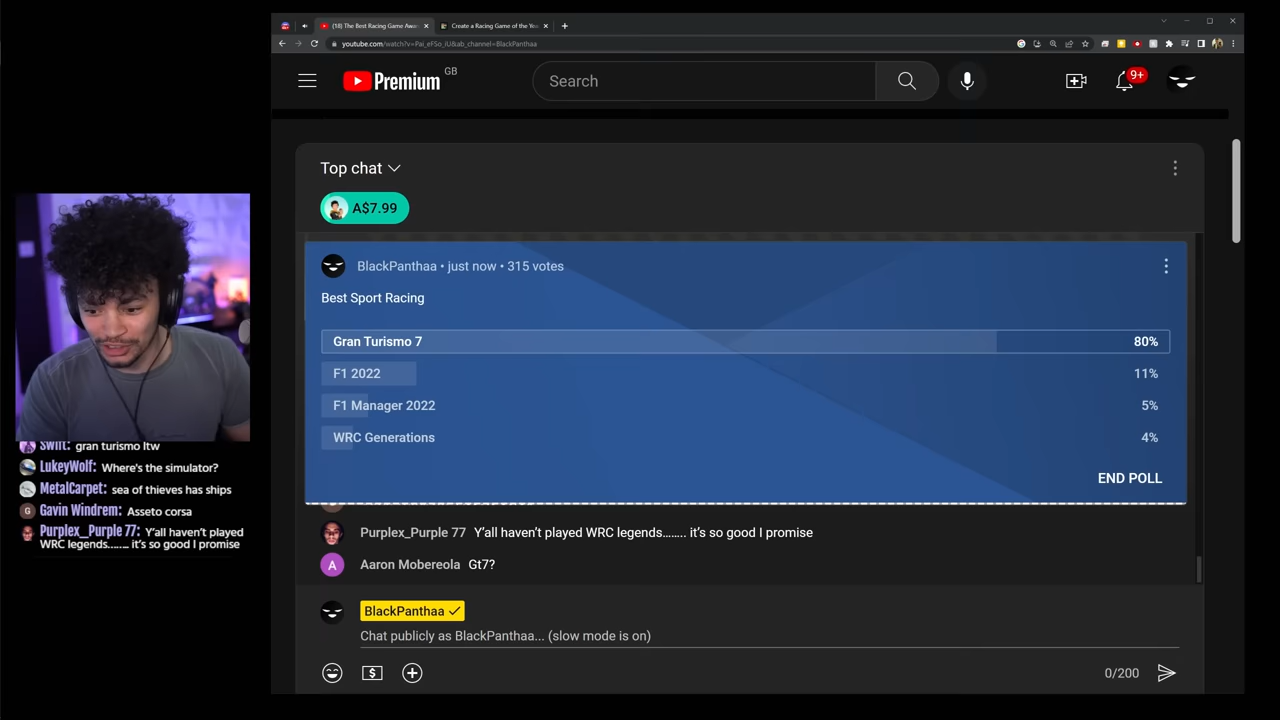 (18) The Best Racing Game Awa
Create a Racing Game of the Yea
youtube.com/watch?v=Pai_eFSo_iU&ab_channel=BlackPanthaa
Premium GB
Search
9+
Top chat
A$7.99
BlackPanthaa • just now • 315 votes
Best Sport Racing
Gran Turismo 7 80%
F1 2022 11%
F1 Manager 2022 5%
WRC Generations 4%
END POLL
Purplex_Purple 77 Y'all haven't played WRC legends........ it's so good I promise
Aaron Mobereola Gt7?
BlackPanthaa
Chat publicly as BlackPanthaa... (slow mode is on)
0/200
Swift: gran turismo ltw
LukeyWolf: Where's the simulator?
MetalCarpet: sea of thieves has ships
Gavin Windrem: Asseto corsa
Purplex_Purple 77: Y'all haven't played
WRC legends........ it's so good I promise